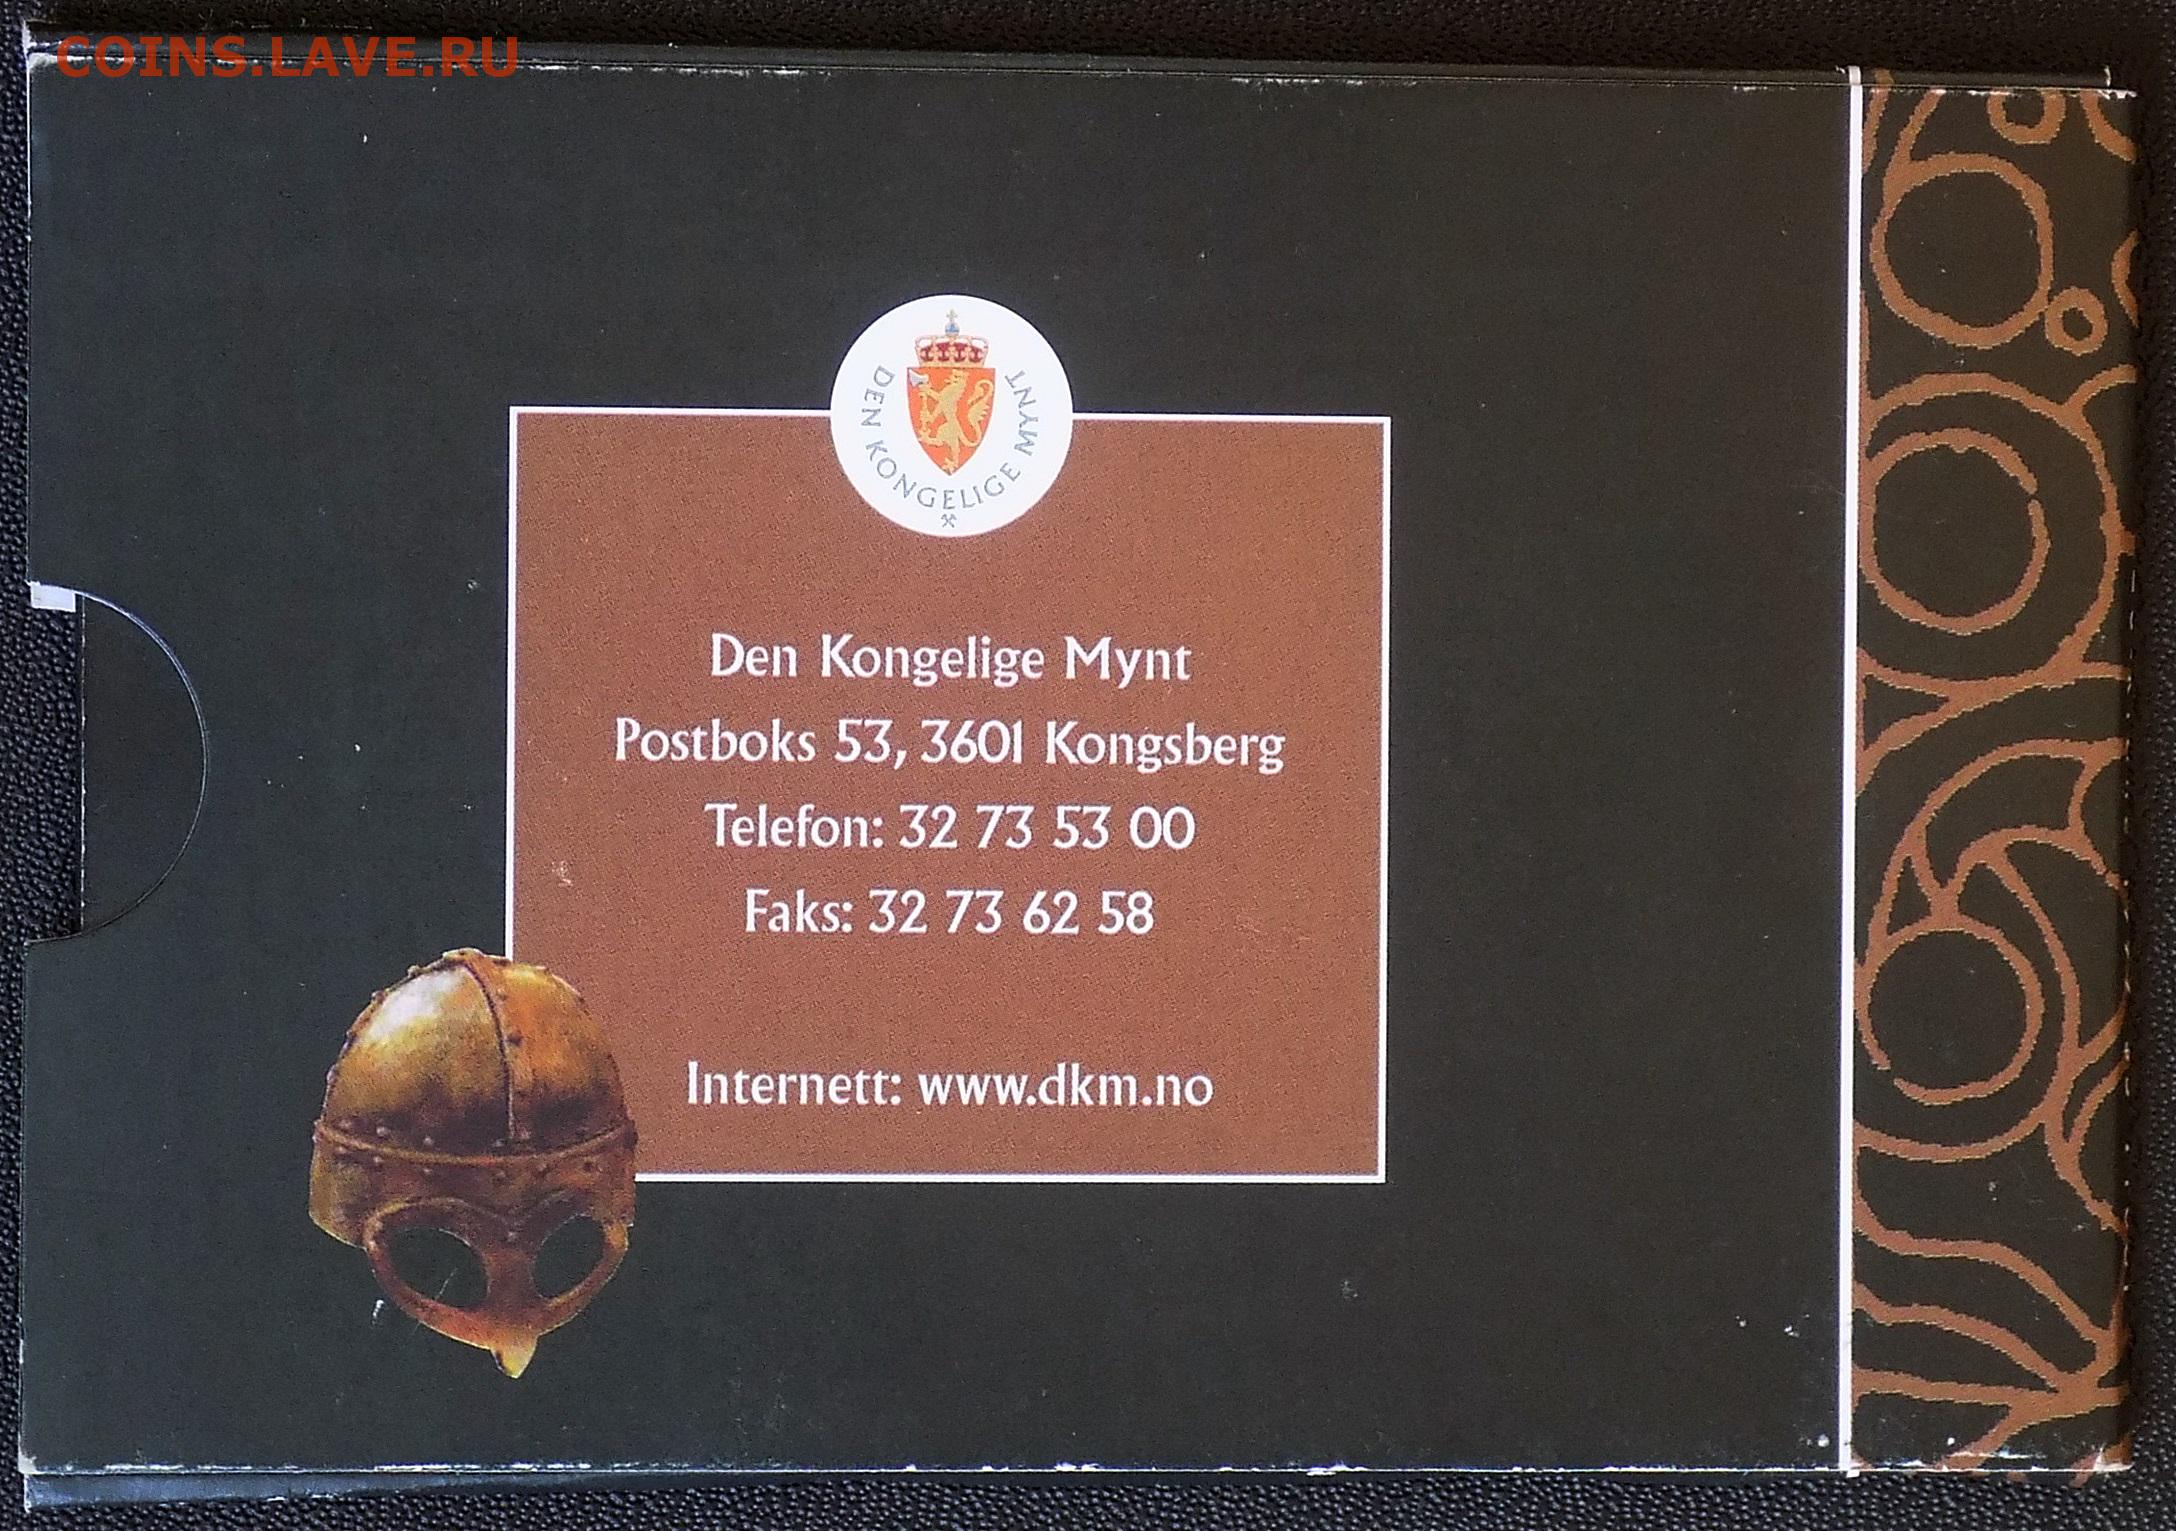 COINS.LAVE.RU
DEN KONGELIGE MYNT
Den Kongelige Mynt
Postboks 53, 3601 Kongsberg
Telefon: 32 73 53 00
Faks: 32 73 62 58
Internett: www.dkm.no